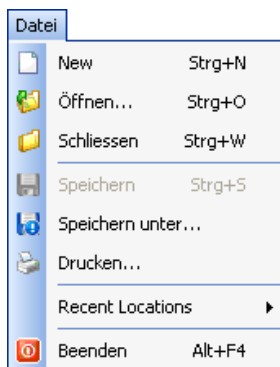 Datei
New Strg+N
Öffnen... Strg+O
Schliessen Strg+W
Speichern Strg+S
Speichern unter...
Drucken...
Recent Locations
Beenden Alt+F4